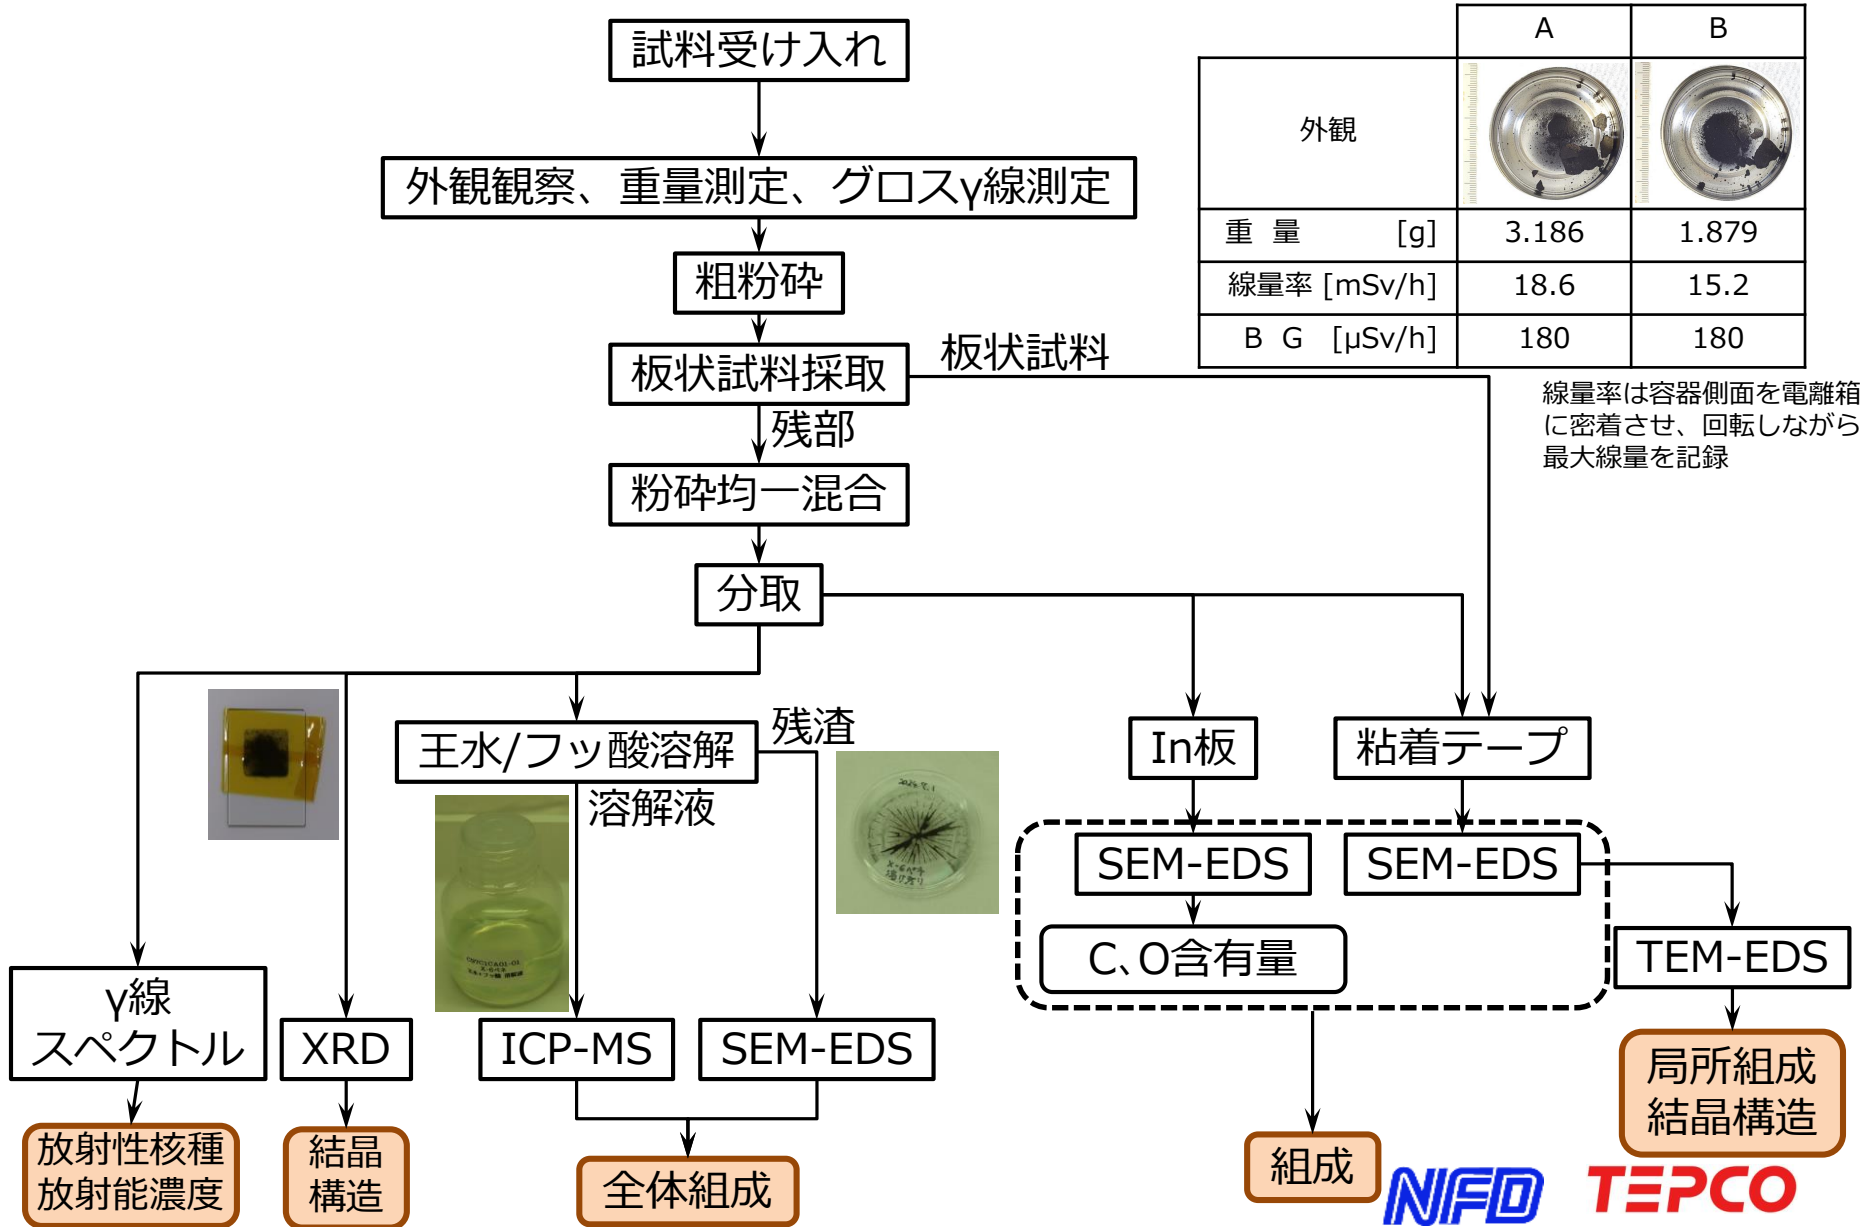 試料受け入れ
外観観察、重量測定、グロスγ線測定
粗粉砕
板状試料採取
板状試料
残部
粉砕均一混合
分取
王水/フッ酸溶解
残渣
溶解液
In板
粘着テープ
SEM-EDS
SEM-EDS
C、O含有量
TEM-EDS
γ線
スペクトル
XRD
ICP-MS
SEM-EDS
放射性核種
放射能濃度
結晶
構造
全体組成
組成
局所組成
結晶構造
A B
外観
重 量 [g] 3.186 1.879
線量率 [mSv/h] 18.6 15.2
B G [μSv/h] 180 180
線量率は容器側面を電離箱
に密着させ、回転しながら
最大線量を記録
NFD
TEPCO